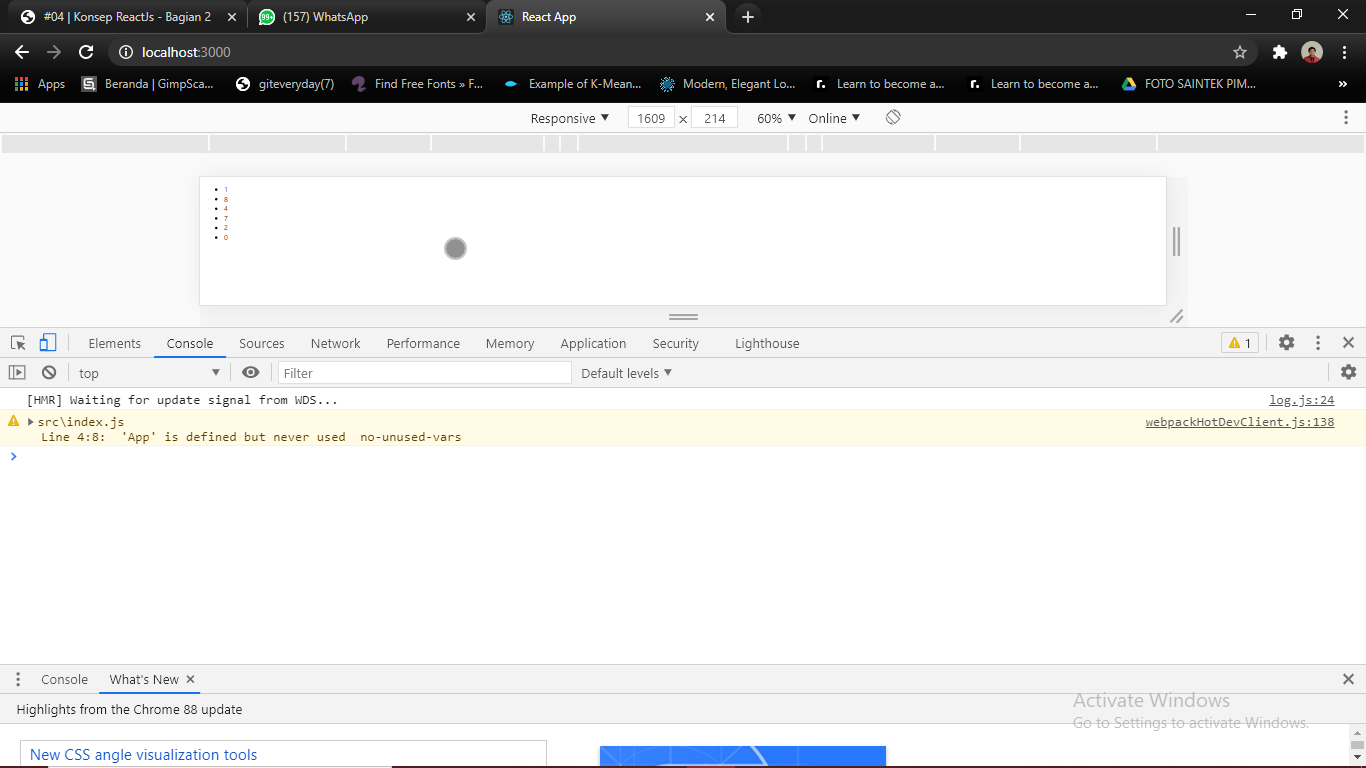 #04 | Konsep ReactJs - Bagian 2
99+ (157) WhatsApp
React App
localhost:3000
Apps
Beranda | GimpSca...
giteveryday(7)
Find Free Fonts » F...
Example of K-Mean...
Modern, Elegant Lo...
r. Learn to become a...
r. Learn to become a...
FOTO SAINTEK PIM...
»
Responsive ▼ 1609 × 214 60% ▼ Online ▼
• 1
• 8
• 4
• 7
• 2
• 0
Elements Console Sources Network Performance Memory Application Security Lighthouse 1
top ▼ Filter Default levels ▼
[HMR] Waiting for update signal from WDS... log.js:24
src\index.js webpackHotDevClient.js:138
Line 4:8: 'App' is defined but never used no-unused-vars
Console What's New
Highlights from the Chrome 88 update
Activate Windows
Go to Settings to activate Windows.
New CSS angle visualization tools